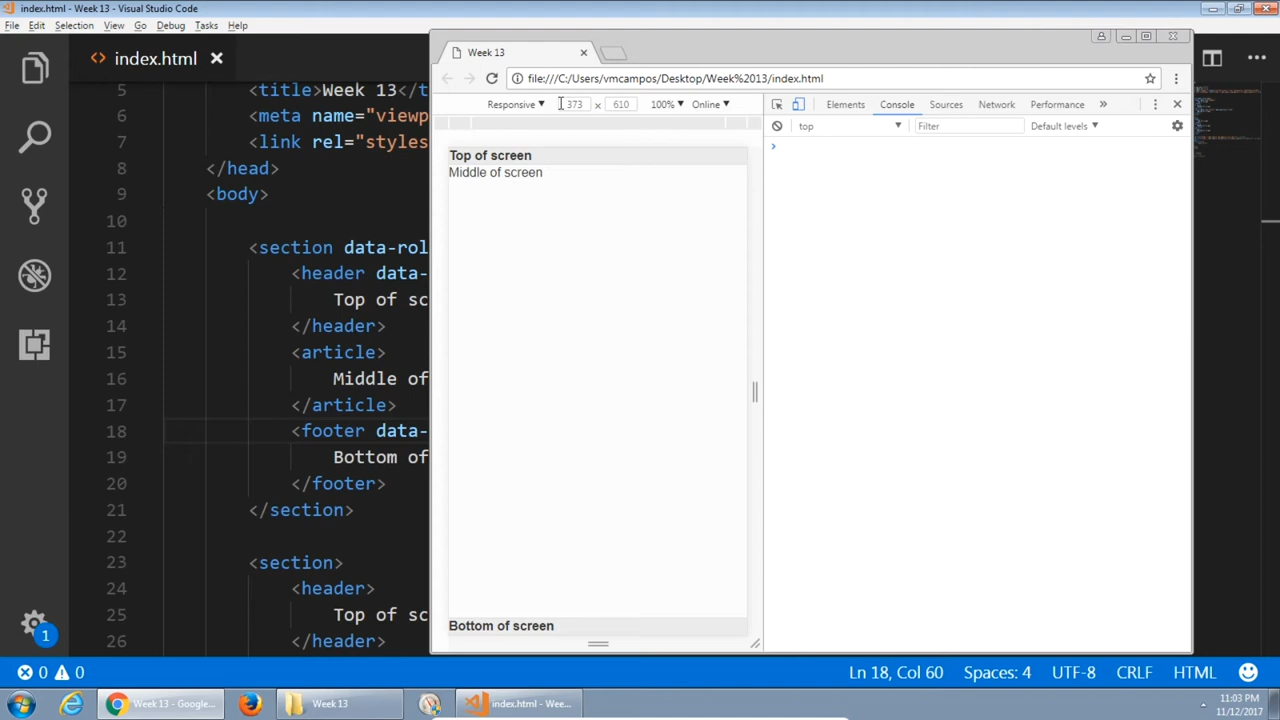 index.html - Week 13 - Visual Studio Code
File Edit Selection View Go Debug Tasks Help
<> index.html
5 <title>Week 13</t
6 <meta name="viewp
7 <link rel="styles
8 </head>
9 <body>
10
11 <section data-rol
12 <header data-
13 Top of sc
14 </header>
15 <article>
16 Middle of
17 </article>
18 <footer data-
19 Bottom of
20 </footer>
21 </section>
22
23 <section>
24 <header>
25 Top of sc
26 </header>
Week 13
file:///C:/Users/vmcampos/Desktop/Week%2013/index.html
Responsive 373 × 610 100% Online
Elements Console Sources Network Performance »
top Filter Default levels
Top of screen
Middle of screen
Bottom of screen
1
0 0 Ln 18, Col 60 Spaces: 4 UTF-8 CRLF HTML
Week 13 - Google... Week 13 index.html - Wee...
11:03 PM
11/12/2017